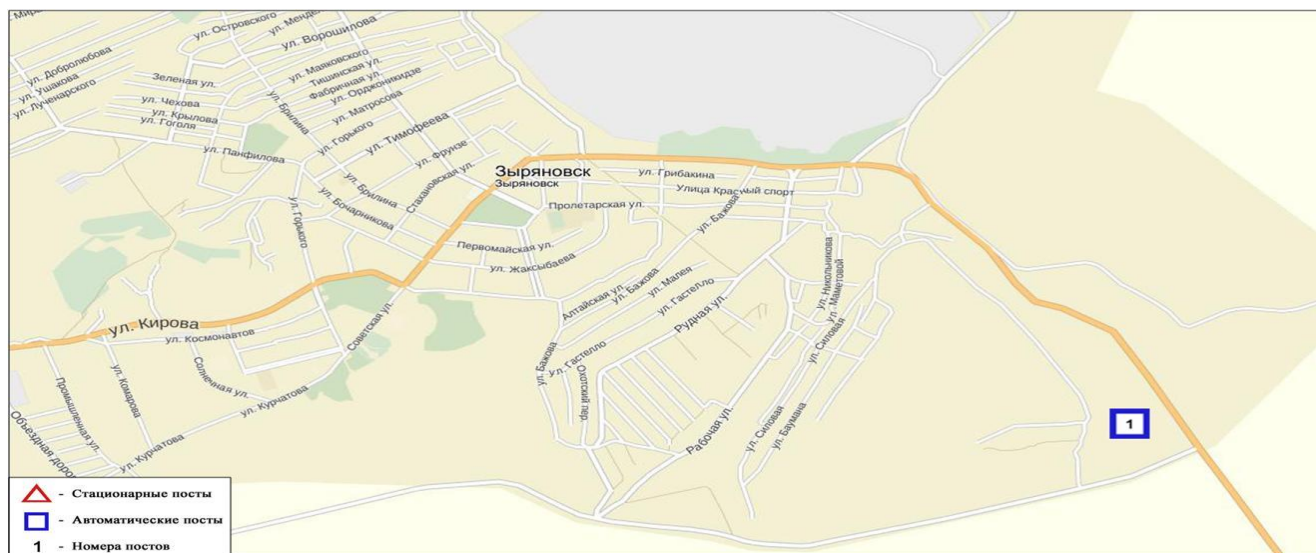 ул. Островского
ул. Ворошилова
ул. Добролюбова
ул. Ушакова
ул. Луначарского
Зеленая ул.
ул. Чехова
ул. Крылова
ул. Гоголя
ул. Панфилова
ул. Брилина
ул. Маяковского
Тишинская ул.
Фабричная ул.
ул. Орджоникидзе
ул. Матросова
ул. Горького
ул. Тимофеева
ул. Фрунзе
Стахановская ул.
ул. Брилина
ул. Бочарникова
ул. Горького
Зыряновск
Зыряновск
ул. Грибакина
Улица Красный спорт
Пролетарская ул.
ул. Бажова
Первомайская ул.
ул. Жаксыбаева
ул. Никольникова
ул. Маметовой
Алтайская ул.
ул. Бажова
ул. Малея
ул. Гастелло
Рудная ул.
ул. Силовая
ул. Кирова
ул. Космонавтов
Советская ул.
Солнечная ул.
ул. Комарова
Промышленная ул.
ул. Курчатова
ул. Курчатова
ул. Бажова
ул. Гастелло
Охотский пер.
Рабочая ул.
ул. Силовая
ул. Баумана
1
- Стационарные посты
- Автоматические посты
1 - Номера постов